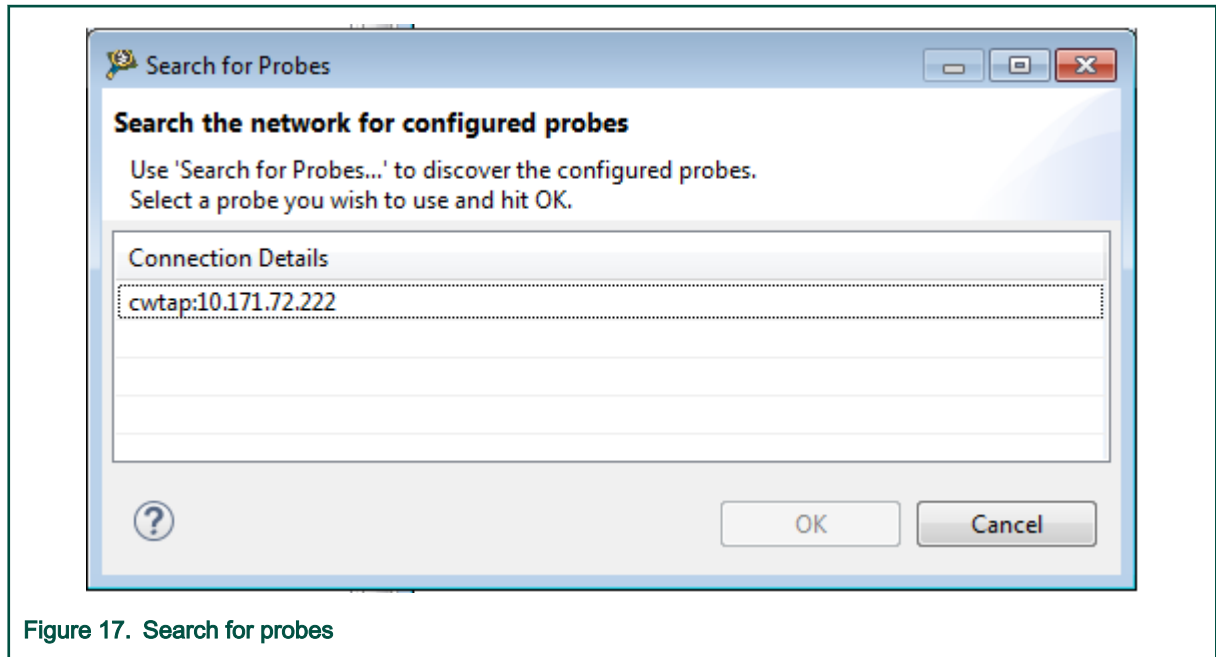 Search for Probes
Search the network for configured probes
Use 'Search for Probes...' to discover the configured probes.
Select a probe you wish to use and hit OK.
Connection Details
cwtap:10.171.72.222
?
OK
Cancel
Figure 17. Search for probes